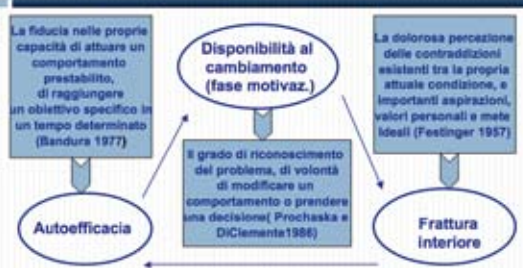 La fiducia nelle proprie
capacità di attuare un
comportamento
prestabilito,
di raggiungere
un obiettivo specifico in
un tempo determinato
(Bandura 1977)
Autoefficacia
Disponibilità al
cambiamento
(fase motivaz.)
Il grado di riconoscimento
del problema, di volontà
di modificare un
comportamento o prendere
una decisione( Prochaska e
DiClemente1986)
La dolorosa percezione
delle contraddizioni
esistenti tra la propria
attuale condizione, e
importanti aspirazioni,
valori personali e mete
ideali (Festinger 1957)
Frattura
interiore